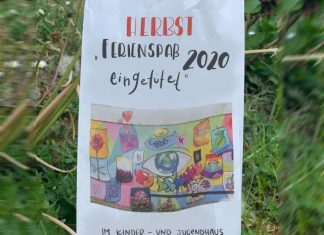 HERBST
„FERIENSPAß 2020
eingetütet"
IM KINDER- UND JUGENDHAUS